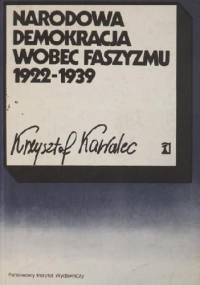 NARODOWA
DEMOKRACJA
WOBEC FASZYZMU
1922-1939
Krzysztof Kawalec
Państwowy Instytut Wydawniczy